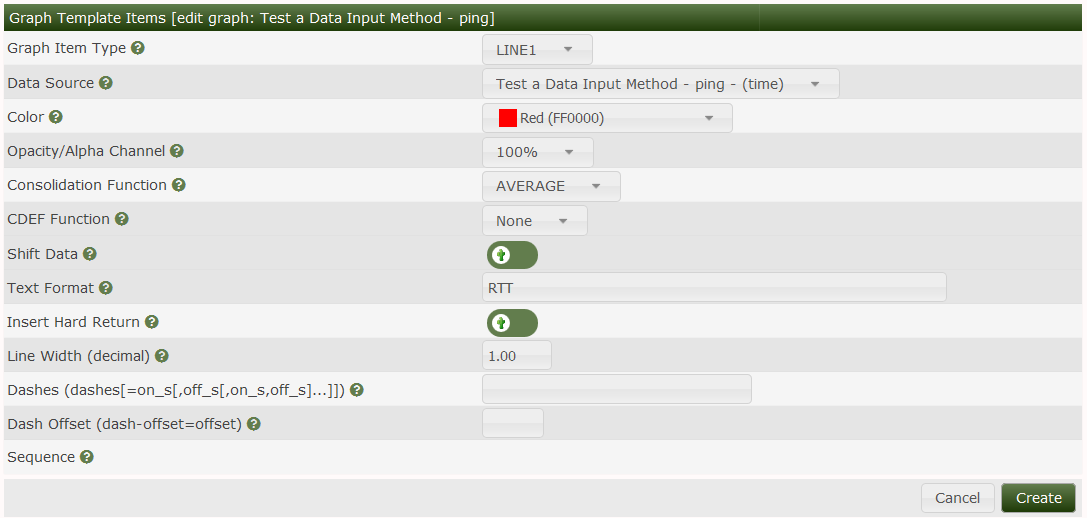 Graph Template Items [edit graph: Test a Data Input Method - ping]
Graph Item Type ? LINE1
Data Source ? Test a Data Input Method - ping - (time)
Color ? Red (FF0000)
Opacity/Alpha Channel ? 100%
Consolidation Function ? AVERAGE
CDEF Function ? None
Shift Data ?
Text Format ? RTT
Insert Hard Return ?
Line Width (decimal) ? 1.00
Dashes (dashes[=on_s[,off_s[,on_s,off_s]...]]) ?
Dash Offset (dash-offset=offset) ?
Sequence ?
Cancel Create